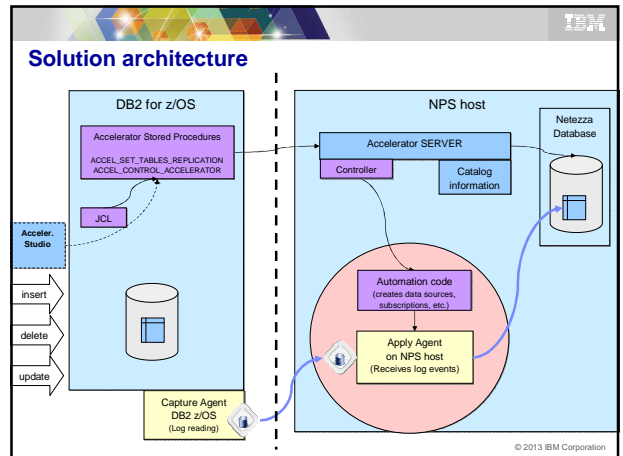 IBM
Solution architecture
DB2 for z/OS
Accelerator Stored Procedures
ACCEL_SET_TABLES_REPLICATION
ACCEL_CONTROL_ACCELERATOR
JCL
Acceler.
Studio
insert
delete
update
Capture Agent
DB2 z/OS
(Log reading)
NPS host
Accelerator SERVER
Controller
Catalog
information
Netezza
Database
Automation code
(creates data sources,
subscriptions, etc.)
Apply Agent
on NPS host
(Receives log events)
© 2013 IBM Corporation